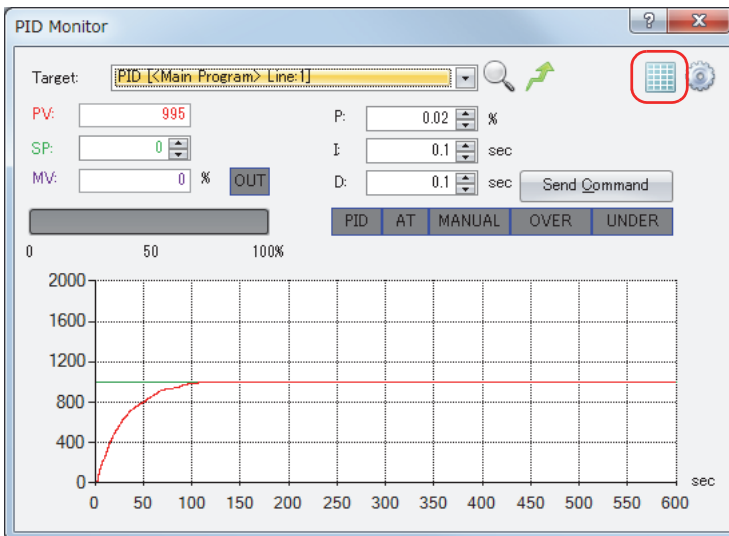 PID Monitor
Target: PID [<Main Program> Line:1]
PV: 995 P: 0.02 %
SP: 0 I: 0.1 sec
MV: 0 % OUT D: 0.1 sec Send Command
PID AT MANUAL OVER UNDER
0 50 100%
2000
1600
1200
800
400
0
sec
0 50 100 150 200 250 300 350 400 450 500 550 600